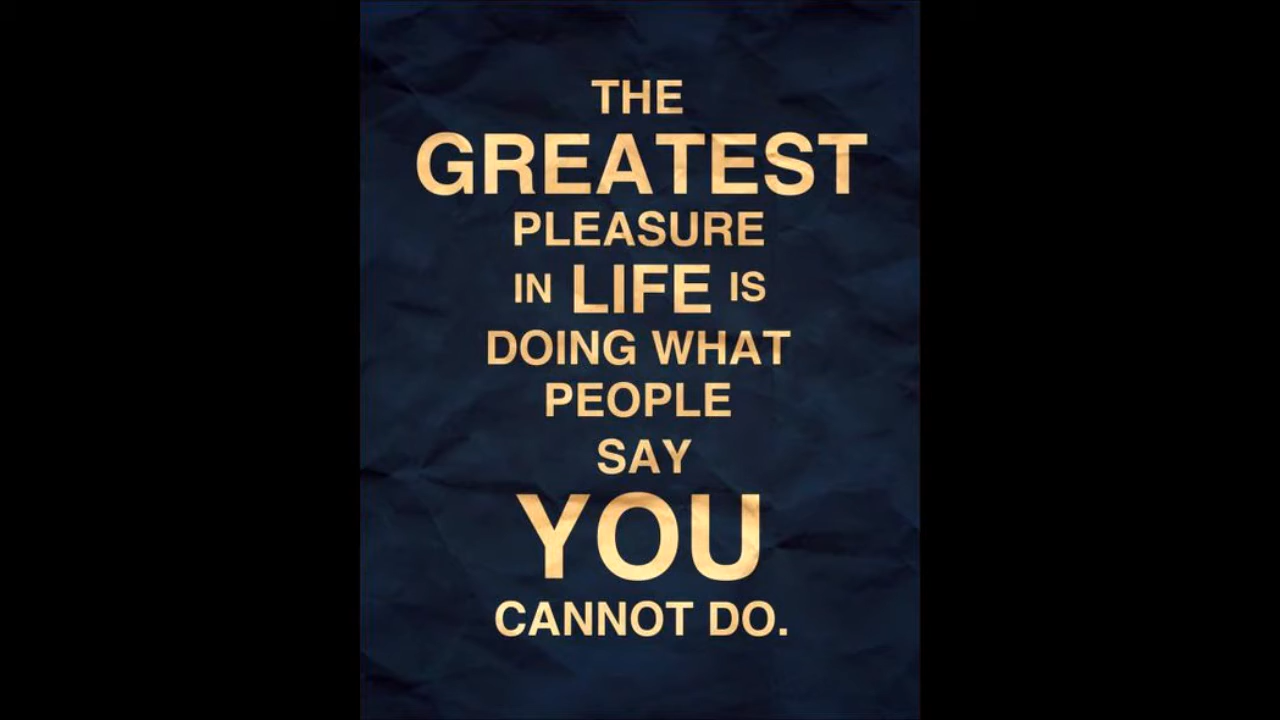 THE
GREATEST
PLEASURE
IN LIFE IS
DOING WHAT
PEOPLE
SAY
YOU
CANNOT DO.